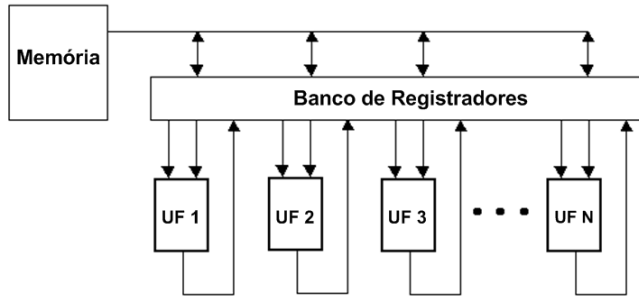 Memória
Banco de Registradores
UF 1
UF 2
UF 3
UF N